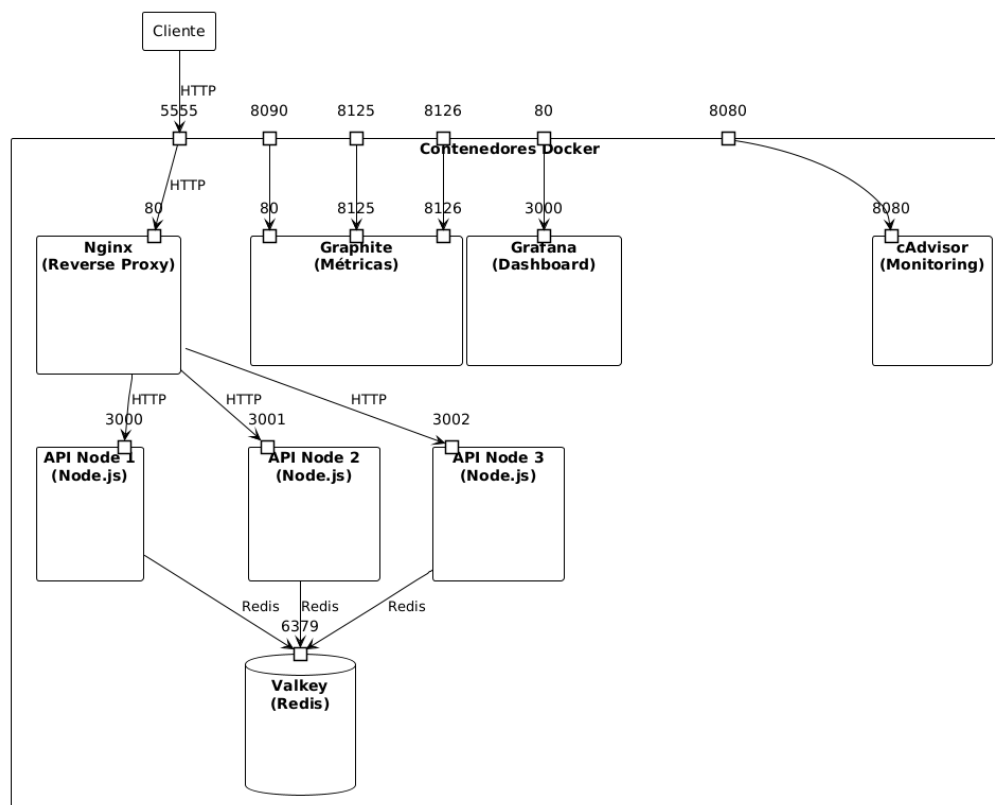 Cliente
HTTP
5555
8090
8125
8126
80
8080
Contenedores Docker
HTTP
80
80
8125
8126
3000
8080
Nginx
(Reverse Proxy)
Graphite
(Métricas)
Grafana
(Dashboard)
cAdvisor
(Monitoring)
HTTP
HTTP
HTTP
3000
3001
3002
API Node 1
(Node.js)
API Node 2
(Node.js)
API Node 3
(Node.js)
Redis
Redis
Redis
6379
Valkey
(Redis)